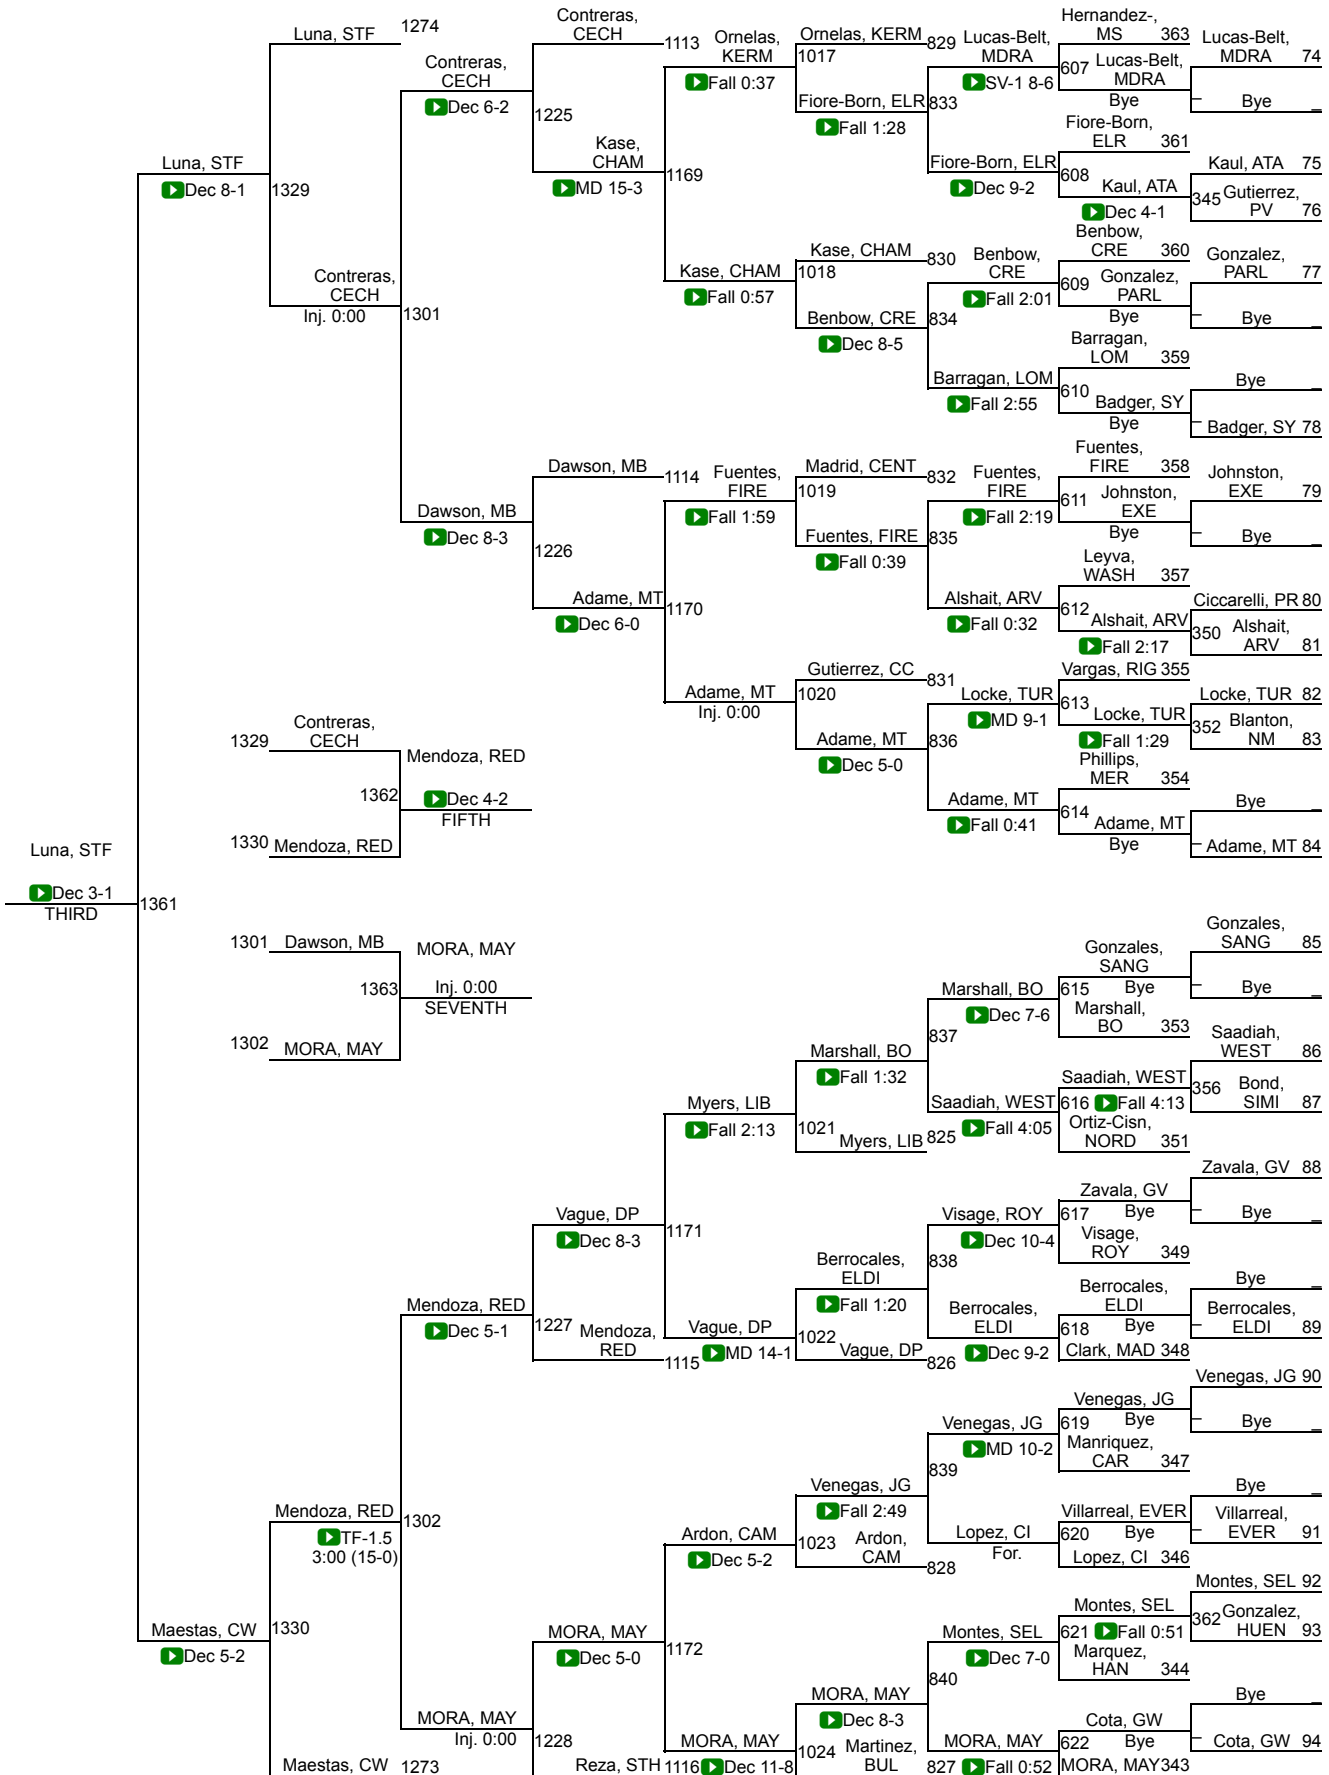 Contreras,
CECH
1113
Luna, STF
1274
Contreras,
CECH
Dec 6-2
1225
Kase,
CHAM
MD 15-3
1169
Luna, STF
Dec 8-1
1329
Contreras,
CECH
Inj. 0:00
1301
Ornelas,
KERM
Fall 0:37
Ornelas, KERM
829
1017
Fiore-Born, ELR
833
Fall 1:28
Lucas-Belt,
MDRA
SV-1 8-6
Hernandez-,
MS
363
607
Lucas-Belt,
MDRA
Bye
Lucas-Belt,
MDRA
74
Bye
_
Fiore-Born,
ELR
361
Fiore-Born, ELR
Dec 9-2
608
Kaul, ATA
Dec 4-1
Kaul, ATA
75
345
Gutierrez,
PV
76
Kase, CHAM
Fall 0:57
Kase, CHAM
830
1018
Benbow, CRE
834
Dec 8-5
Benbow,
CRE
Fall 2:01
Benbow,
CRE
360
609
Gonzalez,
PARL
Bye
Gonzalez,
PARL
77
Bye
_
Barragan,
LOM
359
Barragan, LOM
Fall 2:55
610
Badger, SY
Bye
Bye
_
Badger, SY
78
Dawson, MB
1114
Dawson, MB
Dec 8-3
1226
Adame, MT
Dec 6-0
1170
Fuentes,
FIRE
Fall 1:59
Madrid, CENT
832
1019
Fuentes, FIRE
835
Fall 0:39
Fuentes,
FIRE
Fall 2:19
Fuentes,
FIRE
358
611
Johnston,
EXE
Bye
Johnston,
EXE
79
Bye
_
Leyva,
WASH
357
Alshait, ARV
Fall 0:32
612
Alshait, ARV
Fall 2:17
Ciccarelli, PR
80
350
Alshait,
ARV
81
Adame, MT
Inj. 0:00
Gutierrez, CC
831
1020
Adame, MT
836
Dec 5-0
Locke, TUR
MD 9-1
Vargas, RIG
355
613
Locke, TUR
Fall 1:29
Locke, TUR
82
352
Blanton,
NM
83
Phillips,
MER
354
Adame, MT
Fall 0:41
614
Adame, MT
Bye
Bye
_
Adame, MT
84
1329
Contreras,
CECH
Mendoza, RED
1362
Dec 4-2
FIFTH
1330
Mendoza, RED
Luna, STF
Dec 3-1
THIRD
1361
1301
Dawson, MB
MORA, MAY
1363
Inj. 0:00
SEVENTH
1302
MORA, MAY
Gonzales,
SANG
85
Gonzales,
SANG
615
Bye
Bye
_
Marshall, BO
Dec 7-6
Marshall,
BO
353
837
Marshall, BO
Fall 1:32
Saadiah,
WEST
86
Saadiah, WEST
356
Bond,
SIMI
87
Saadiah, WEST
616
Fall 4:13
Fall 4:05
Ortiz-Cisn,
NORD
351
Myers, LIB
Fall 2:13
1021
Myers, LIB
825
Zavala, GV
88
Zavala, GV
617
Bye
Bye
_
Visage, ROY
Dec 10-4
Visage,
ROY
349
838
Vague, DP
Dec 8-3
1171
Berrocales,
ELDI
Fall 1:20
Bye
_
Berrocales,
ELDI
Berrocales,
ELDI
89
Berrocales,
ELDI
618
Bye
Dec 9-2
Clark, MAD
348
Vague, DP
MD 14-1
1022
Vague, DP
826
Mendoza, RED
Dec 5-1
1227
Mendoza,
RED
1115
Venegas, JG
90
Venegas, JG
619
Bye
Bye
_
Venegas, JG
MD 10-2
Manriquez,
CAR
347
839
Venegas, JG
Fall 2:49
Bye
_
Villarreal, EVER
Villarreal,
EVER
91
Lopez, CI
For.
620
Bye
Lopez, CI
346
Ardon, CAM
Dec 5-2
1023
Ardon,
CAM
828
Mendoza, RED
TF-1.5
3:00 (15-0)
1302
Montes, SEL
92
Montes, SEL
362
Gonzalez,
HUEN
93
Montes, SEL
Dec 7-0
621
Fall 0:51
Marquez,
HAN
344
840
Maestas, CW
Dec 5-2
1330
MORA, MAY
Dec 5-0
1172
MORA, MAY
Dec 8-3
Bye
_
Cota, GW
Cota, GW
94
MORA, MAY
622
Bye
827
Fall 0:52
MORA, MAY
343
MORA, MAY
Inj. 0:00
1228
MORA, MAY
1024
Martinez,
BUL
Maestas, CW
1273
Reza, STH
1116
Dec 11-8